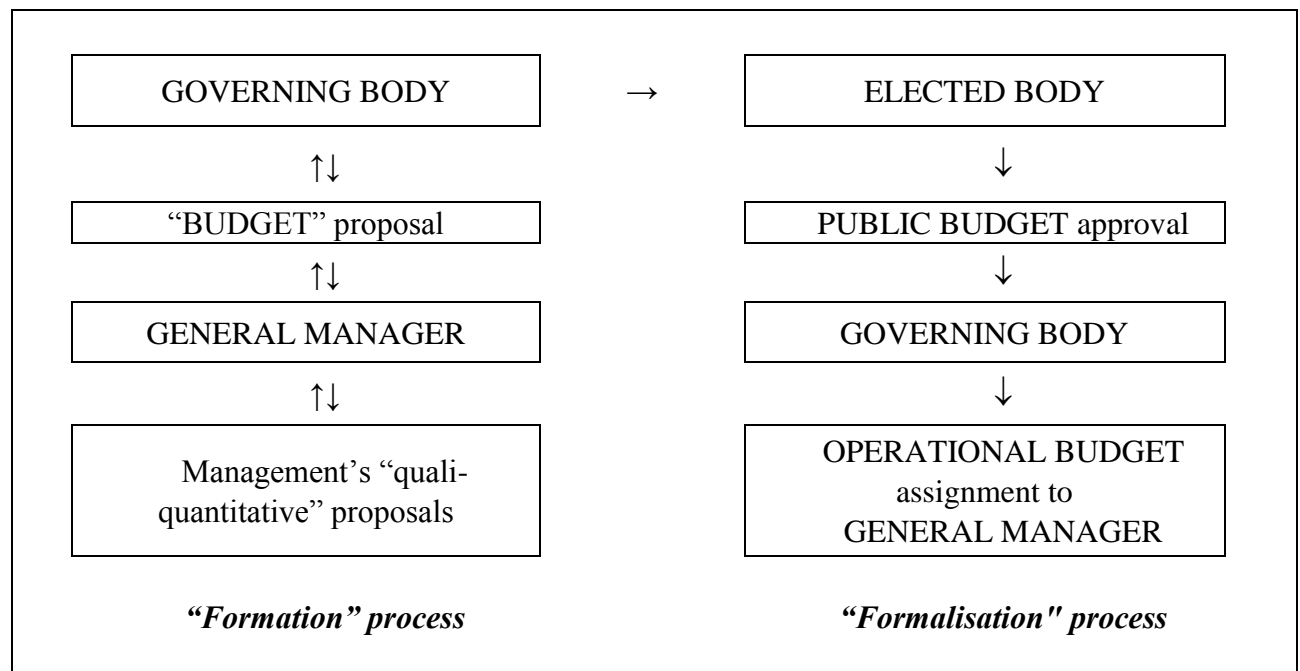 GOVERNING BODY
→
ELECTED BODY
↑↓
↓
“BUDGET” proposal
PUBLIC BUDGET approval
↑↓
↓
GENERAL MANAGER
GOVERNING BODY
↑↓
↓
Management’s “quali-
quantitative” proposals
OPERATIONAL BUDGET
assignment to
GENERAL MANAGER
“Formation” process
“Formalisation" process